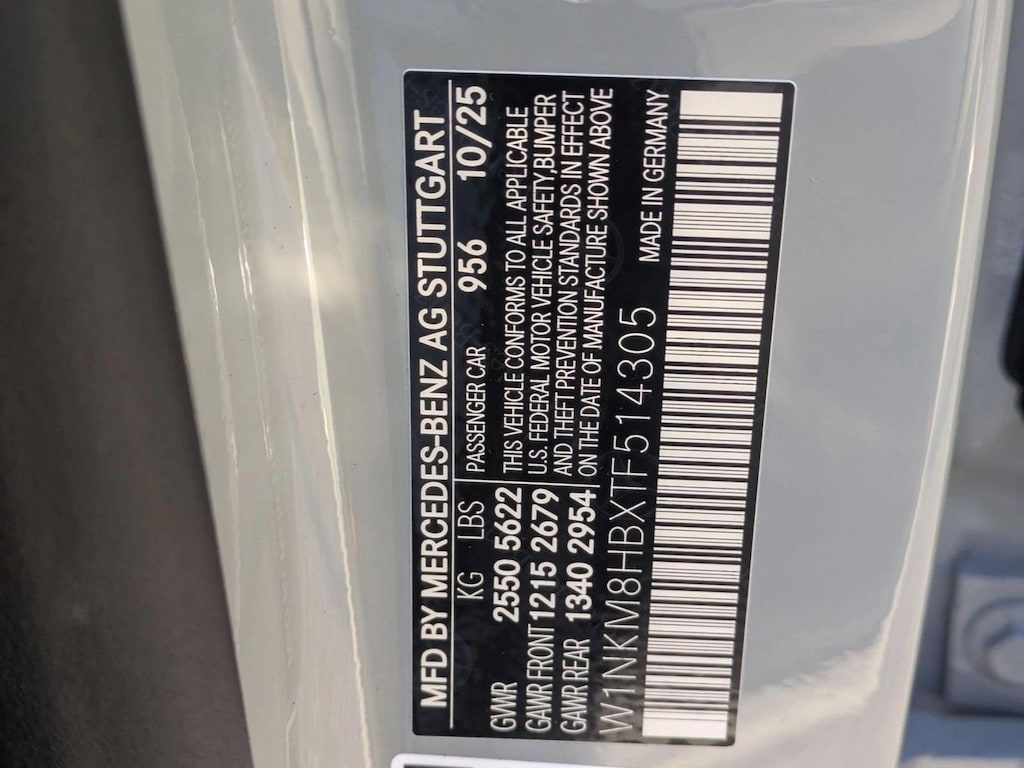 MFD BY MERCEDES-BENZ AG STUTTGART
KG LBS PASSENGER CAR 956 10/25
GVWR 2550 5622 THIS VEHICLE CONFORMS TO ALL APPLICABLE
GAWR FRONT 1215 2679 U.S. FEDERAL MOTOR VEHICLE SAFETY,BUMPER
GAWR REAR 1340 2954 AND THEFT PREVENTION STANDARDS IN EFFECT
ON THE DATE OF MANUFACTURE SHOWN ABOVE
W1NKM8HBXTF514305 MADE IN GERMANY